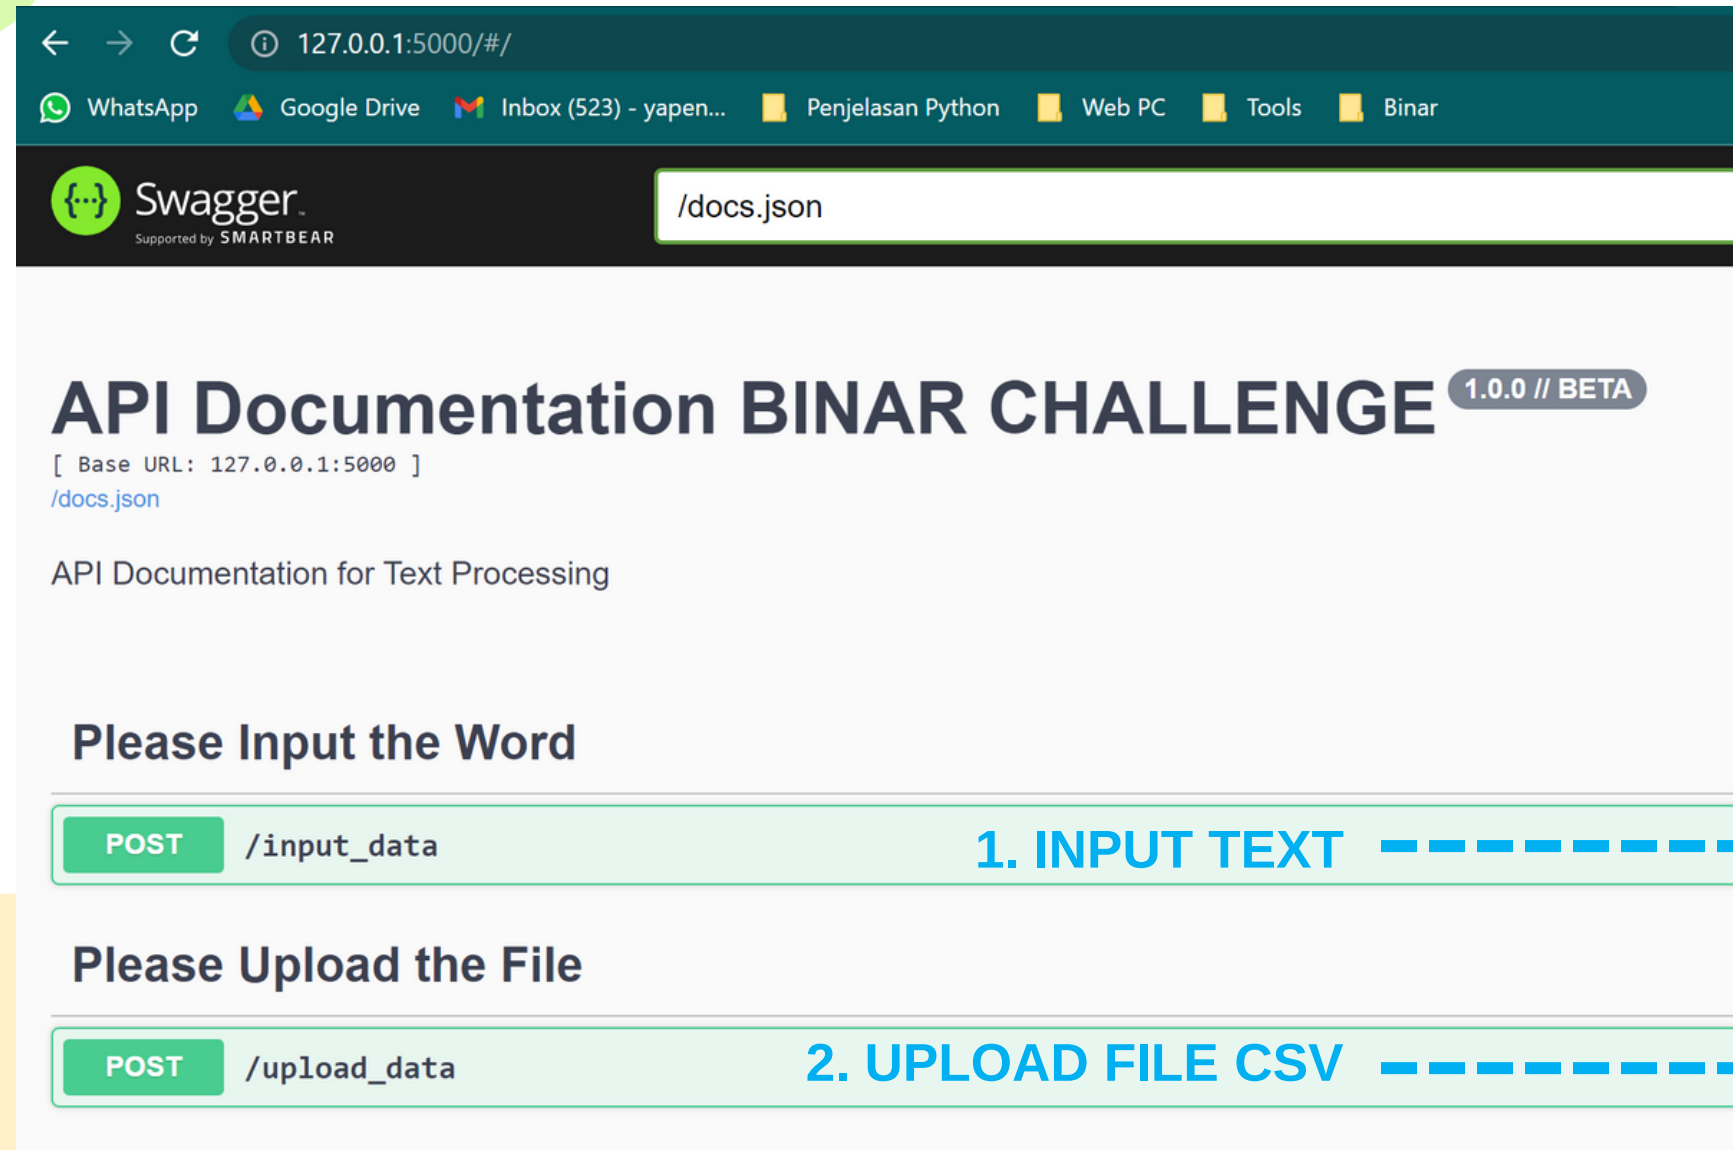 127.0.0.1:5000/#/
WhatsApp Google Drive Inbox (523) - yapen... Penjelasan Python Web PC Tools Binar
{...} Swagger™
Supported by SMARTBEAR
/docs.json
API Documentation BINAR CHALLENGE 1.0.0 // BETA
[ Base URL: 127.0.0.1:5000 ]
/docs.json
API Documentation for Text Processing
Please Input the Word
POST /input_data 1. INPUT TEXT
Please Upload the File
POST /upload_data 2. UPLOAD FILE CSV